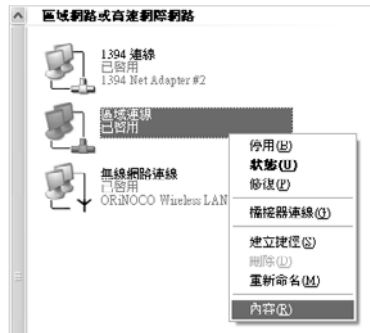 區域網路或高速網際網路
1394 連線
已啟用
1394 Net Adapter #2
區域連線
已啟用
無線網路連線
已啟用
ORiNOCO Wireless LAN
停用(B)
狀態(U)
修復(P)
橋接器連線(G)
建立捷徑(S)
刪除(D)
重新命名(M)
內容(R)